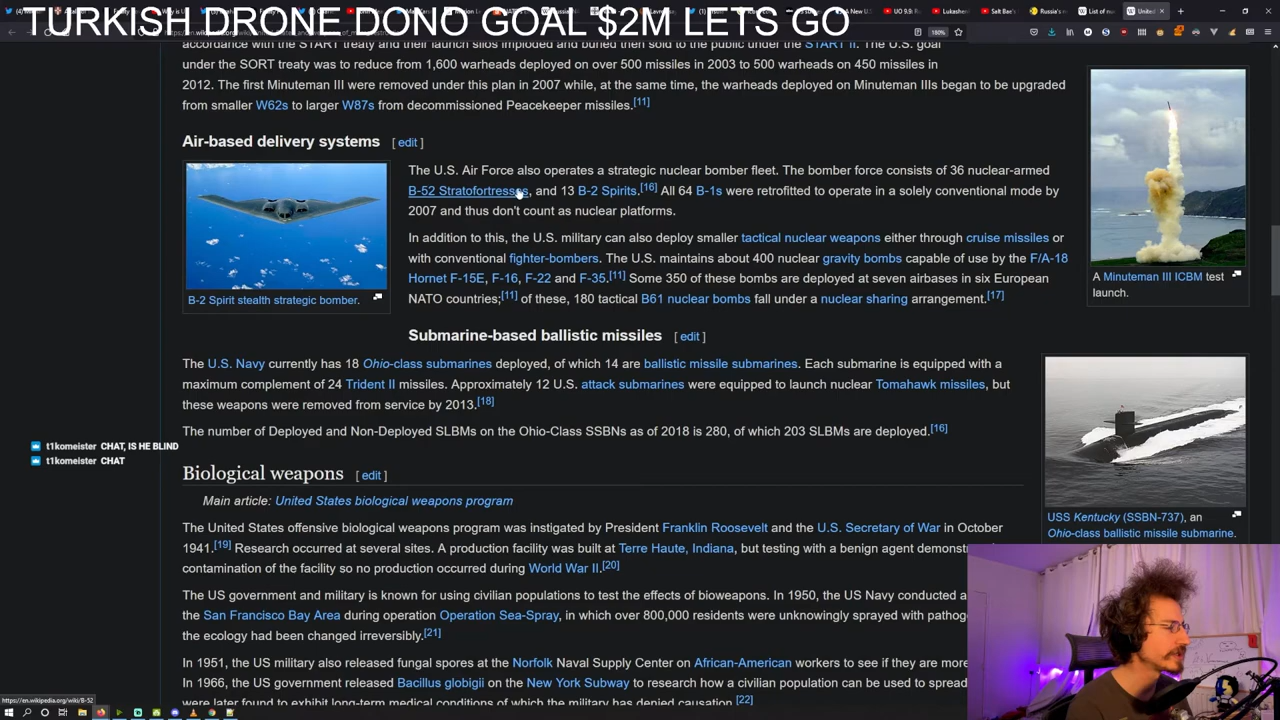 TURKISH DRONE DONO GOAL $2M LETS GO
accordance with the START treaty and their launch silos imploded and buried then sold to the public under the START II. The U.S. goal
under the SORT treaty was to reduce from 1,600 warheads deployed on over 500 missiles in 2003 to 500 warheads on 450 missiles in
2012. The first Minuteman III were removed under this plan in 2007 while, at the same time, the warheads deployed on Minuteman IIIs began to be upgraded
from smaller W62s to larger W87s from decommissioned Peacekeeper missiles.[11]
A Minuteman III ICBM test
launch.
Air-based delivery systems [ edit ]
B-2 Spirit stealth strategic bomber.
The U.S. Air Force also operates a strategic nuclear bomber fleet. The bomber force consists of 36 nuclear-armed
B-52 Stratofortresses, and 13 B-2 Spirits.[16] All 64 B-1s were retrofitted to operate in a solely conventional mode by
2007 and thus don't count as nuclear platforms.
In addition to this, the U.S. military can also deploy smaller tactical nuclear weapons either through cruise missiles or
with conventional fighter-bombers. The U.S. maintains about 400 nuclear gravity bombs capable of use by the F/A-18
Hornet F-15E, F-16, F-22 and F-35.[11] Some 350 of these bombs are deployed at seven airbases in six European
NATO countries;[11] of these, 180 tactical B61 nuclear bombs fall under a nuclear sharing arrangement.[17]
Submarine-based ballistic missiles [ edit ]
The U.S. Navy currently has 18 Ohio-class submarines deployed, of which 14 are ballistic missile submarines. Each submarine is equipped with a
maximum complement of 24 Trident II missiles. Approximately 12 U.S. attack submarines were equipped to launch nuclear Tomahawk missiles, but
these weapons were removed from service by 2013.[18]
The number of Deployed and Non-Deployed SLBMs on the Ohio-Class SSBNs as of 2018 is 280, of which 203 SLBMs are deployed.[16]
USS Kentucky (SSBN-737), an
Ohio-class ballistic missile submarine.
t1komeister CHAT, IS HE BLIND
t1komeister CHAT
Biological weapons [ edit ]
Main article: United States biological weapons program
The United States offensive biological weapons program was instigated by President Franklin Roosevelt and the U.S. Secretary of War in October
1941.[19] Research occurred at several sites. A production facility was built at Terre Haute, Indiana, but testing with a benign agent demonst
contamination of the facility so no production occurred during World War II.[20]
The US government and military is known for using civilian populations to test the effects of bioweapons. In 1950, the US Navy conducted a
the San Francisco Bay Area during operation Operation Sea-Spray, in which over 800,000 residents were unknowingly sprayed with pathog
the ecology had been changed irreversibly.[21]
In 1951, the US military also released fungal spores at the Norfolk Naval Supply Center on African-American workers to see if they are more
In 1966, the US government released Bacillus globigii on the New York Subway to research how a civilian population can be used to spread
were later found to exhibit long-term medical conditions of which the military has denied causation.[22]
https://en.wikipedia.org/wiki/B-52